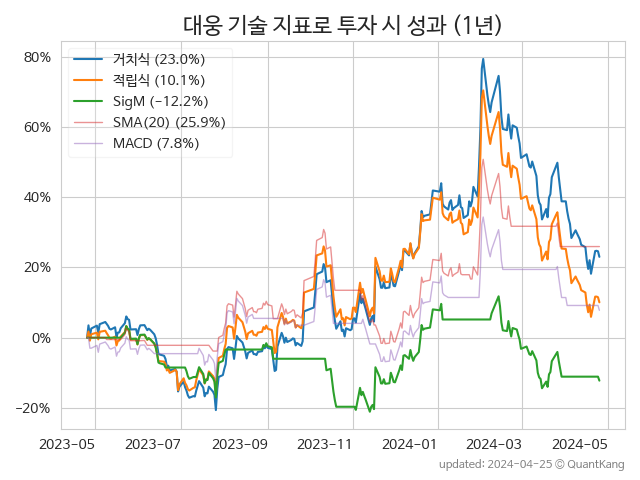 대웅 기술 지표로 투자 시 성과 (1년)
거치식 (23.0%)
적립식 (10.1%)
SigM (−12.2%)
SMA(20) (25.9%)
MACD (7.8%)
80%
60%
40%
20%
0%
−20%
2023−05 2023−07 2023−09 2023−11 2024−01 2024−03 2024−05
updated: 2024−04−25 © QuantKang